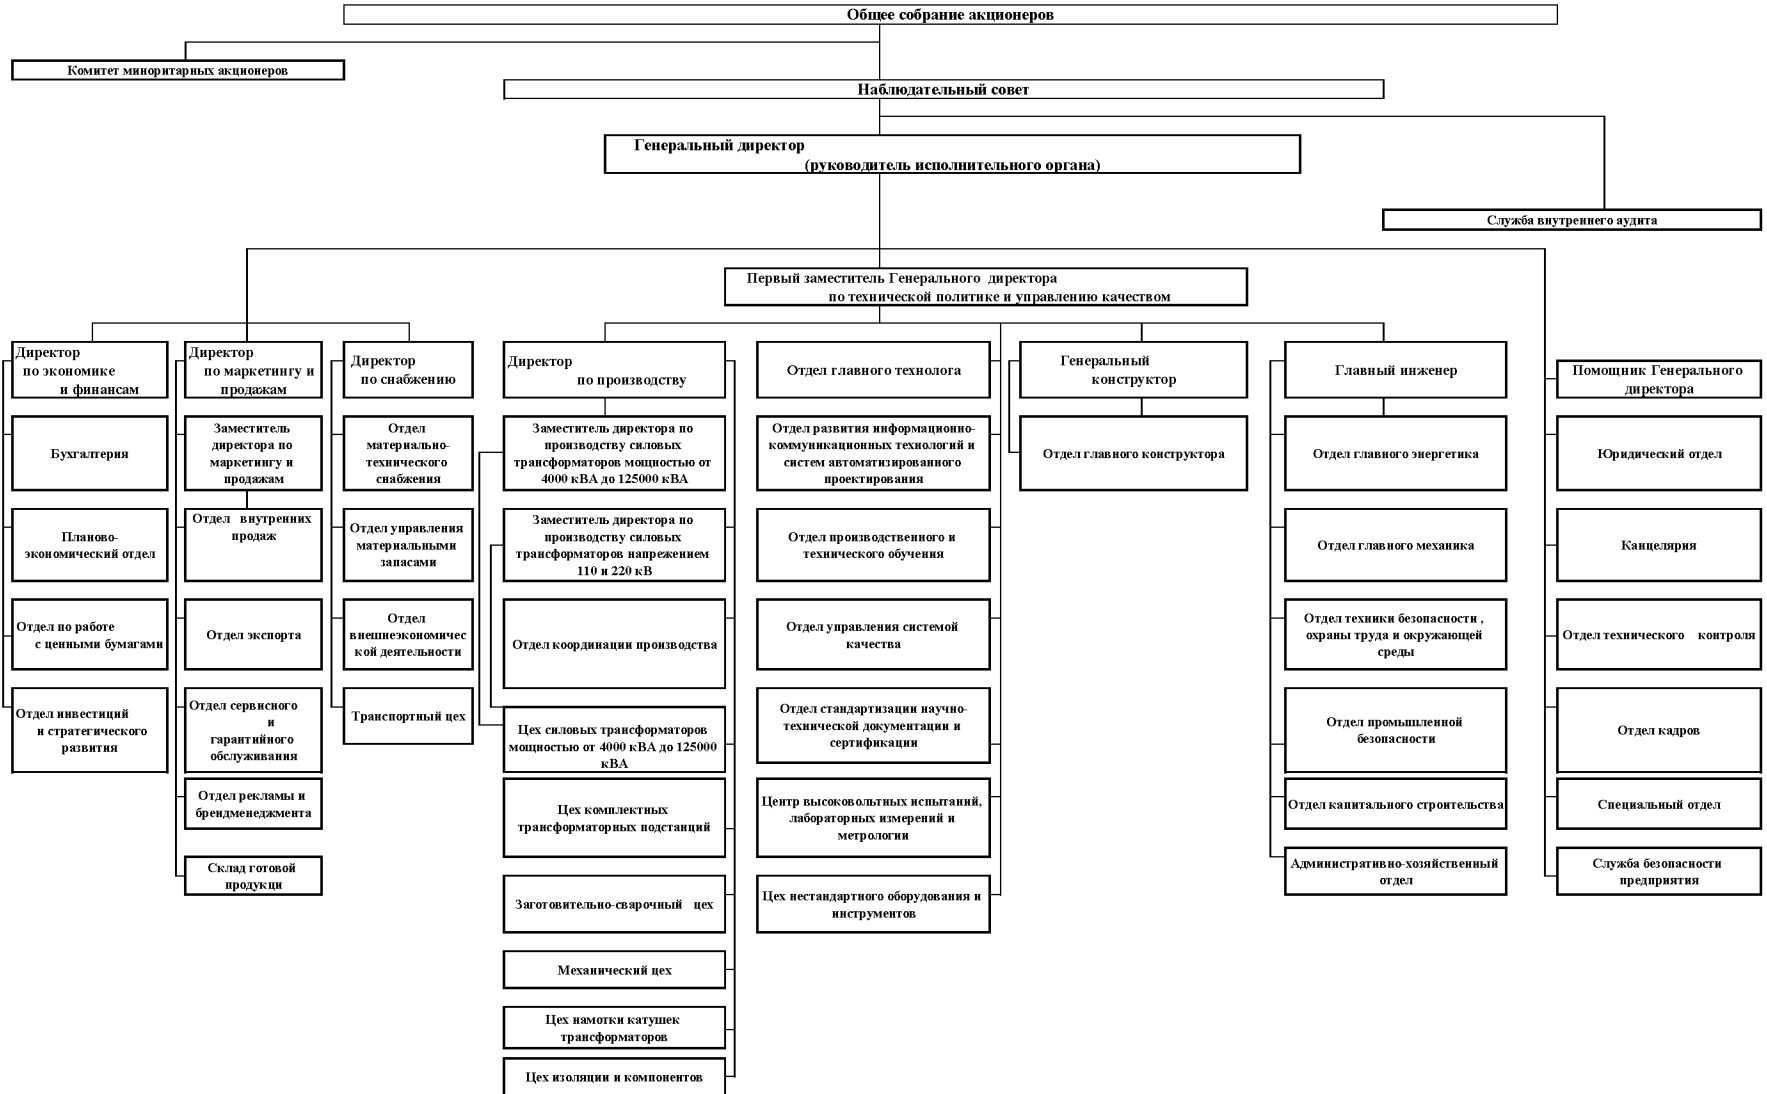 Общее собрание акционеров
Комитет миноритарных акционеров
Наблюдательный совет
Генеральный директор
(руководитель исполнительного органа)
Служба внутреннего аудита
Первый заместитель Генерального директора
по технической политике и управлению качеством
Директор
по экономике
и финансам
Бухгалтерия
Планово-
экономический отдел
Отдел по работе
с ценными бумагами
Отдел инвестиций
и стратегического
развития
Директор
по маркетингу и
продажам
Заместитель
директора по
маркетингу и
продажам
Отдел внутренних
продаж
Отдел экспорта
Отдел сервисного
и
гарантийного
обслуживания
Отдел рекламы и
брендменеджмента
Склад готовой
продукци
Директор
по снабжению
Отдел
материально-
технического
снабжения
Отдел управления
материальными
запасами
Отдел
внешнеэкономичес
кой деятельности
Транспортный цех
Директор
по производству
Заместитель директора по
производству силовых
трансформаторов мощностью от
4000 кВА до 125000 кВА
Заместитель директора по
производству силовых
трансформаторов напрежением
110 и 220 кВ
Отдел координации производства
Цех силовых трансформаторов
мощностью от 4000 кВА до 125000
кВА
Цех комплектных
трансформаторных подстанций
Заготовительно-сварочный цех
Механический цех
Цех намотки катушек
трансформаторов
Цех изоляции и компонентов
Отдел главного технолога
Отдел развития информационно-
коммуникационных технологий и
систем автоматизированного
проектирования
Отдел производственного и
технического обучения
Отдел управления системой
качества
Отдел стандартизации научно-
технической документации и
сертификации
Центр высоковольтных испытаний,
лабораторных измерений и
метрологии
Цех нестандартного оборудования и
инструментов
Генеральный
конструктор
Отдел главного конструктора
Главный инженер
Отдел главного энергетика
Отдел главного механика
Отдел техники безопасности ,
охраны труда и окружающей
среды
Отдел промышленной
безопасности
Отдел капитального строительства
Административно-хозяйственный
отдел
Помощник Генерального
директора
Юридический отдел
Канцелярия
Отдел технического контроля
Отдел кадров
Специальный отдел
Служба безопасности
предприятия